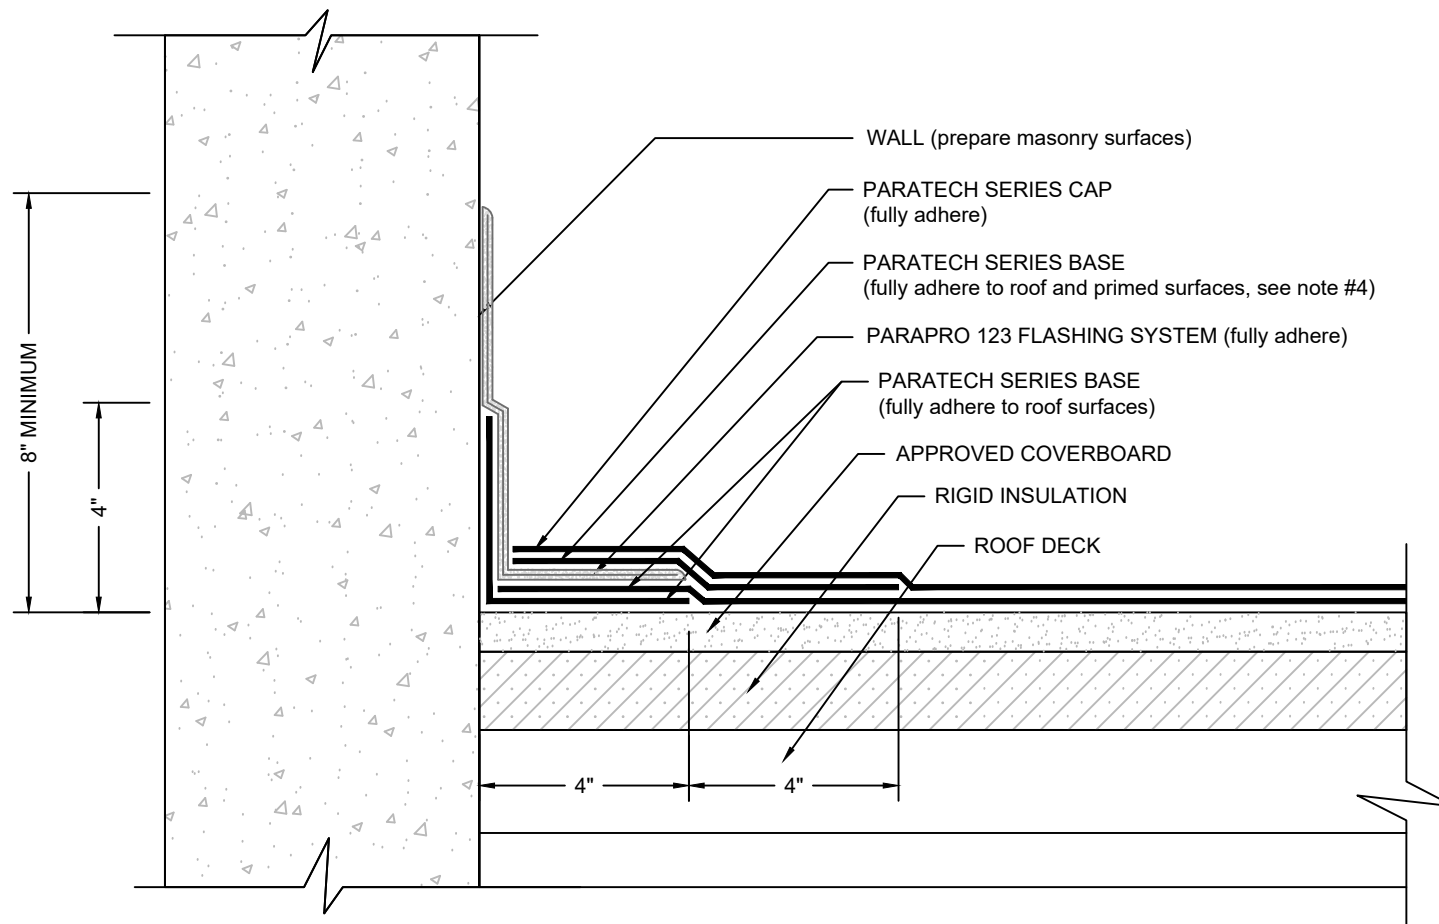 WALL (prepare masonry surfaces)
PARATECH SERIES CAP
(fully adhere)
PARATECH SERIES BASE
(fully adhere to roof and primed surfaces, see note #4)
PARAPRO 123 FLASHING SYSTEM (fully adhere)
PARATECH SERIES BASE
(fully adhere to roof surfaces)
APPROVED COVERBOARD
RIGID INSULATION
ROOF DECK
8" MINIMUM
4"
4"
4"